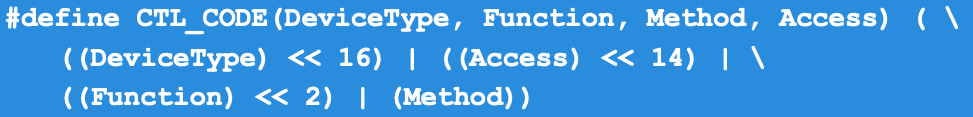 #define CTL_CODE(DeviceType, Function, Method, Access) ( \
((DeviceType) << 16) | ((Access) << 14) | \
((Function) << 2) | (Method))